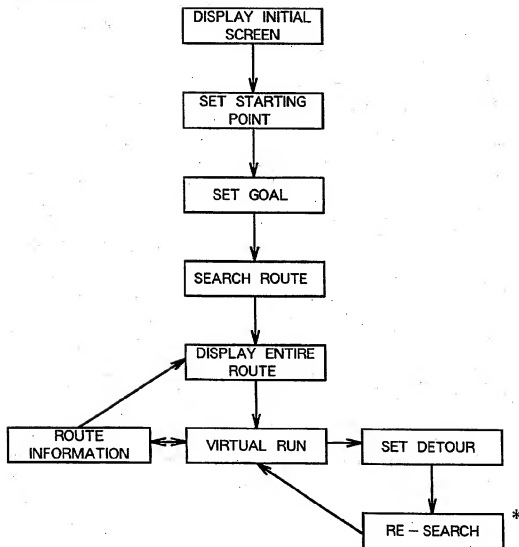 DISPLAY INITIAL
SCREEN
SET STARTING
POINT
SET GOAL
SEARCH ROUTE
DISPLAY ENTIRE
ROUTE
ROUTE
INFORMATION
VIRTUAL RUN
SET DETOUR
RE - SEARCH
*